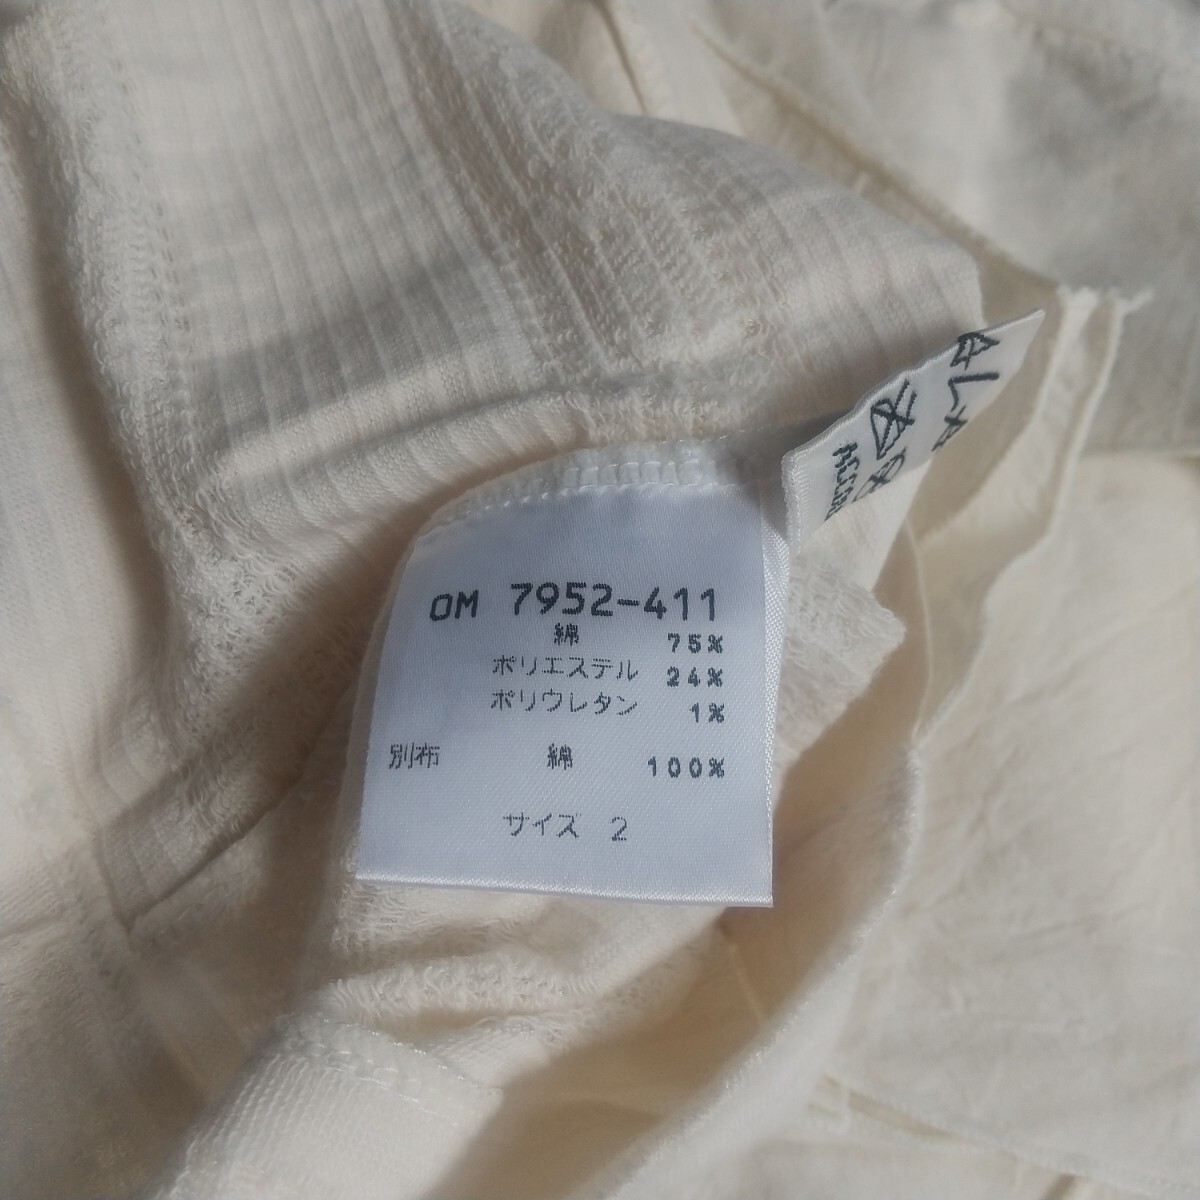 OM 7952-411
綿 75%
ポリエステル 24%
ポリウレタン 1%
別布 綿 100%
サイズ 2